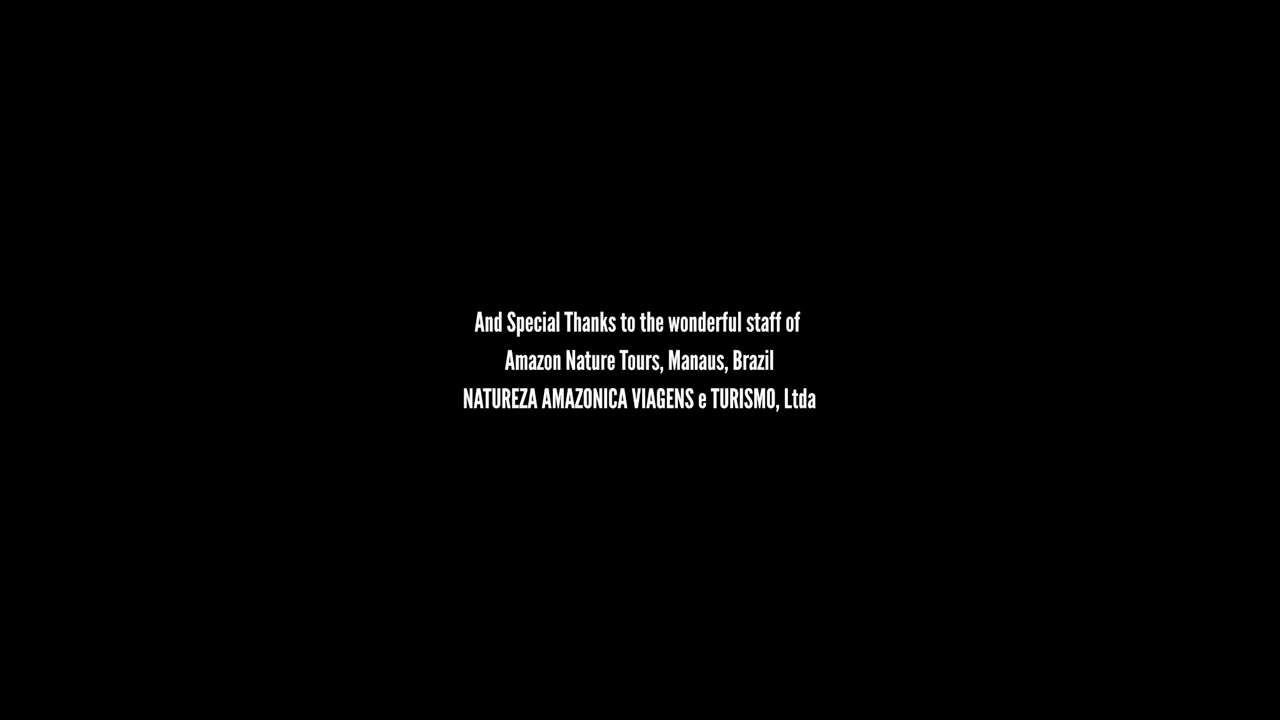 And Special Thanks to the wonderful staff of
Amazon Nature Tours, Manaus, Brazil
NATUREZA AMAZONICA VIAGENS e TURISMO, Ltda